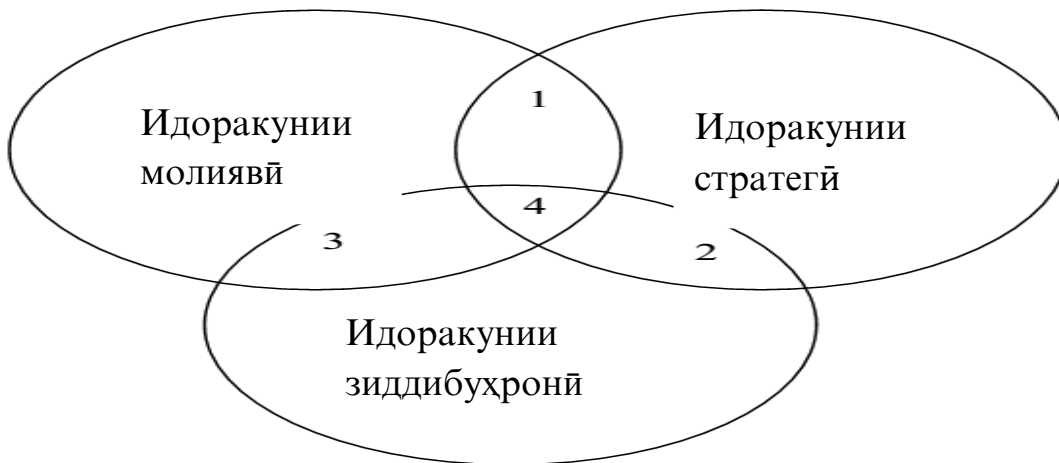 1
Идоракунии
молиявӣ
Идоракунии
стратегӣ
4
3
2
Идоракунии
зиддибуҳронӣ